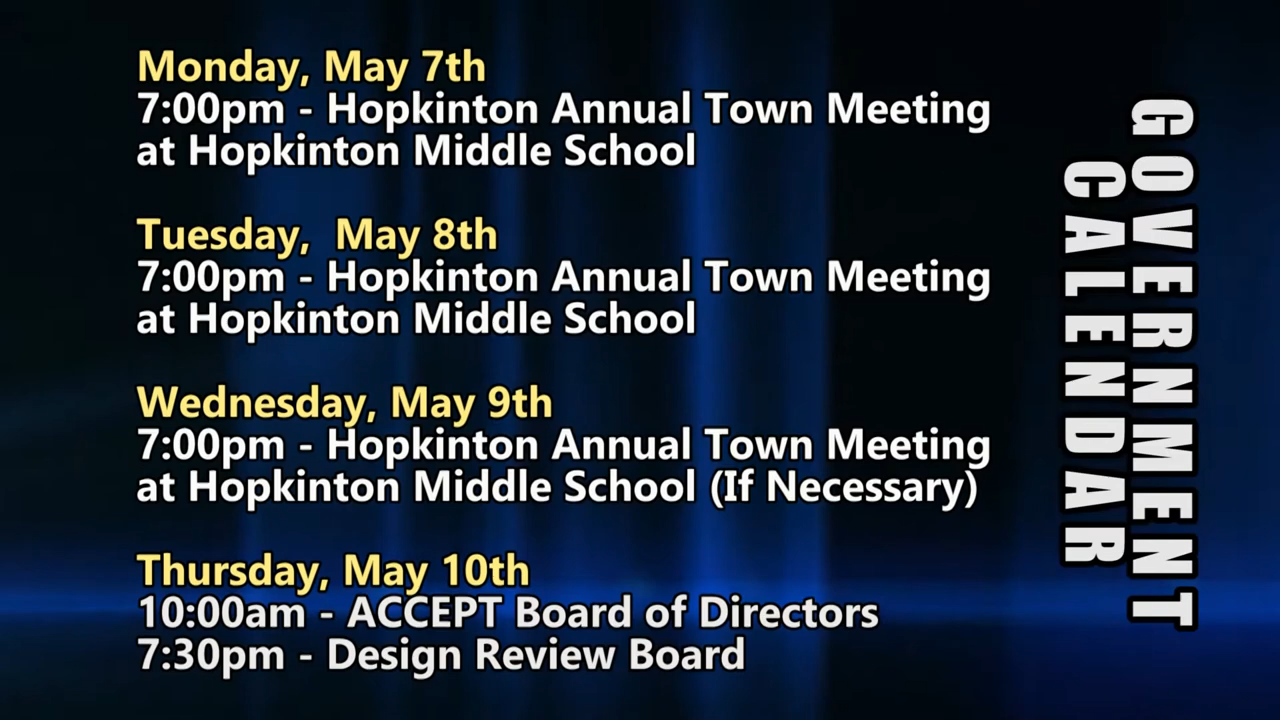 Monday, May 7th
7:00pm - Hopkinton Annual Town Meeting
at Hopkinton Middle School
Tuesday,  May 8th
7:00pm - Hopkinton Annual Town Meeting
at Hopkinton Middle School
Wednesday, May 9th
7:00pm - Hopkinton Annual Town Meeting
at Hopkinton Middle School (If Necessary)
Thursday, May 10th
10:00am - ACCEPT Board of Directors
7:30pm - Design Review Board
GOVERNMENT
CALENDAR